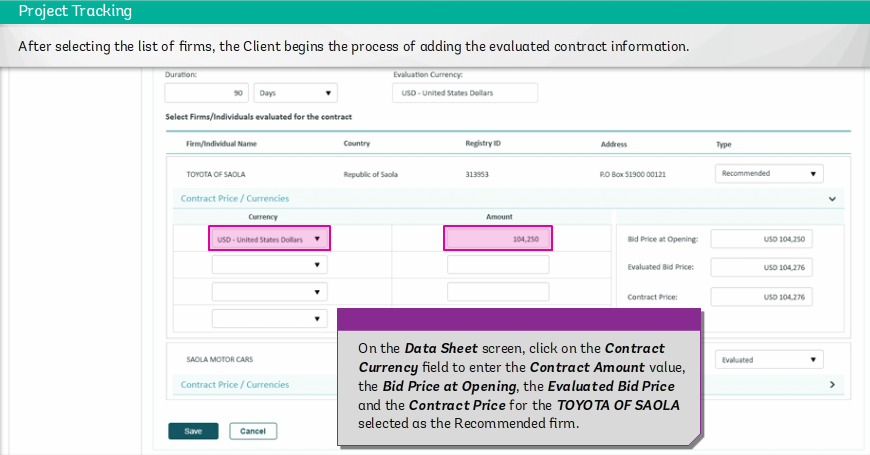 Project Tracking
After selecting the list of firms, the Client begins the process of adding the evaluated contract information.
Duration:
Evaluation Currency:
90 Days
USD - United States Dollars
Select Firms/Individuals evaluated for the contract
Firm/Individual Name Country Registry ID Address Type
TOYOTA OF SAOLA Republic of Saola 313953 P.O Box 51900 00121 Recommended
Contract Price / Currencies
Currency Amount
USD - United States Dollars 104,250 Bid Price at Opening: USD 104,250
Evaluated Bid Price: USD 104,276
Contract Price: USD 104,276
SAOLA MOTOR CARS Evaluated
Contract Price / Currencies
On the Data Sheet screen, click on the Contract
Currency field to enter the Contract Amount value,
the Bid Price at Opening, the Evaluated Bid Price
and the Contract Price for the TOYOTA OF SAOLA
selected as the Recommended firm.
Save Cancel